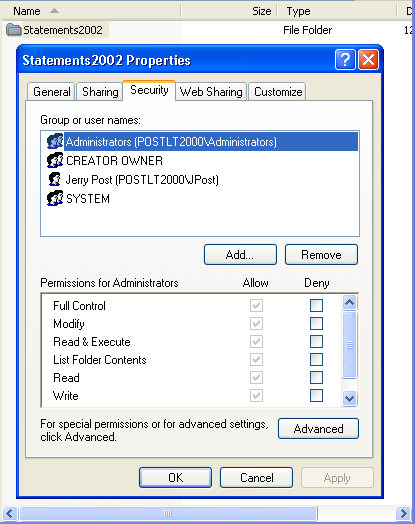 Name Size Type D
Statements2002 File Folder 12
Statements2002 Properties
General Sharing Security Web Sharing Customize
Group or user names:
Administrators (POSTLT2000\Administrators)
CREATOR OWNER
Jerry Post (POSTLT2000\JPost)
SYSTEM
Add... Remove
Permissions for Administrators Allow Deny
Full Control
Modify
Read & Execute
List Folder Contents
Read
Write
For special permissions or for advanced settings,
click Advanced.
Advanced
OK Cancel Apply